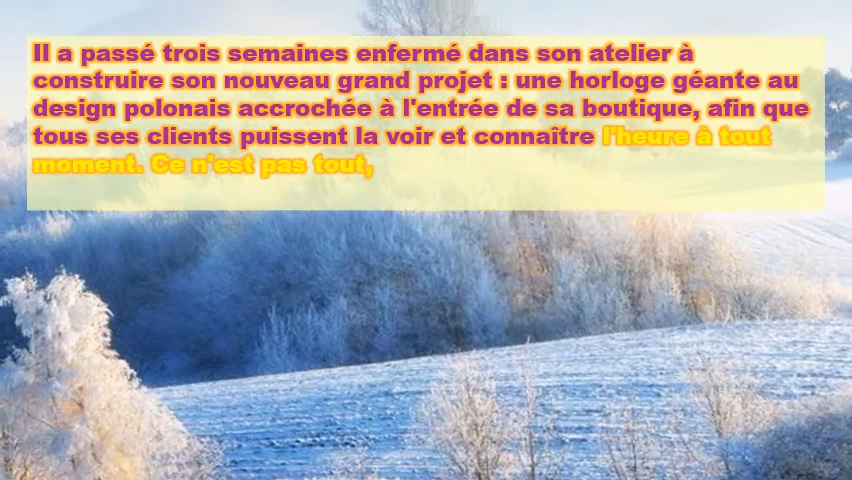 Il a passé trois semaines enfermé dans son atelier à
construire son nouveau grand projet : une horloge géante au
design polonais accrochée à l'entrée de sa boutique, afin que
tous ses clients puissent la voir et connaître l'heure à tout
moment. Ce n'est pas tout,